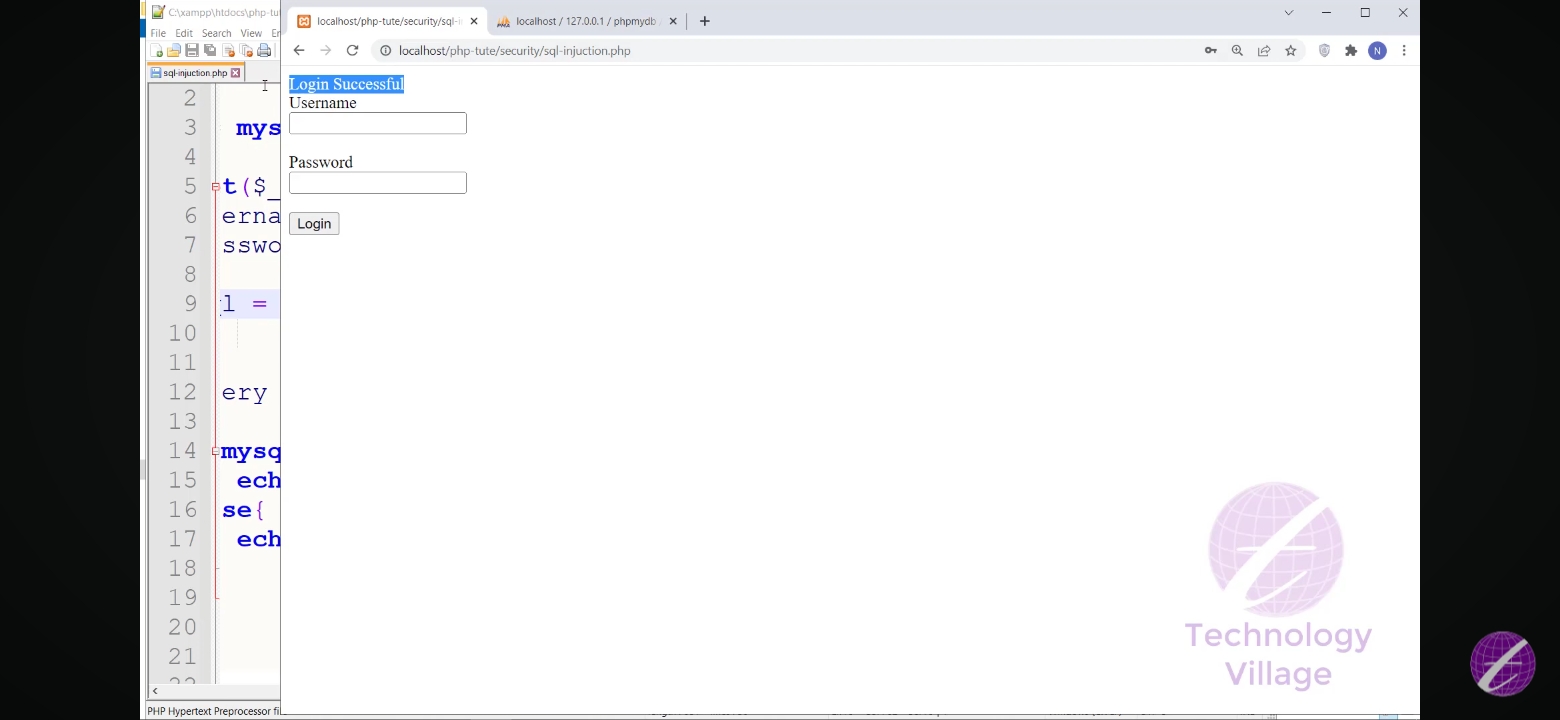 C:\xampp\htdocs\php-tu
File Edit Search View
sql-injuction.php
2
3 mys
4
5 t($_
6 erna
7 sswo
8
9 l =
10
11
12 ery
13
14 mysq
15 ech
16 se{
17 ech
18
19
20
21
PHP Hypertext Preprocessor
localhost/php-tute/security/sql-i
localhost / 127.0.0.1 / phpmydb
localhost/php-tute/security/sql-injuction.php
N
Login Successful
Username
Password
Login
Technology
Village